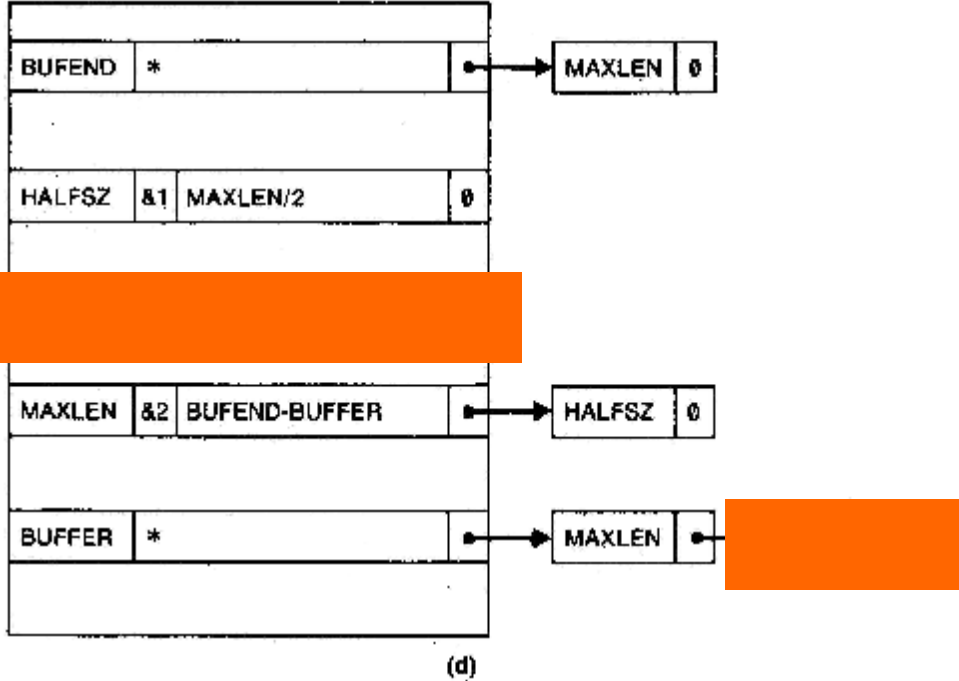 BUFEND * MAXLEN 0
HALFSZ &1 MAXLEN/2 0
MAXLEN &2 BUFEND-BUFFER HALFSZ 0
BUFFER * MAXLEN
(d)